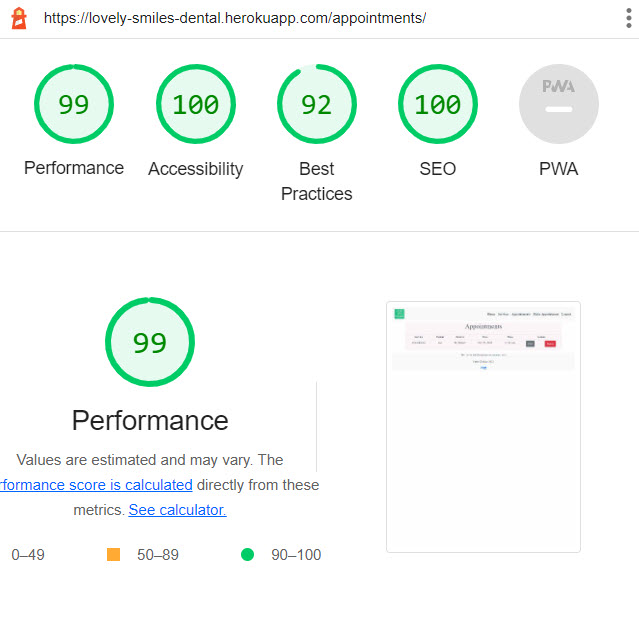 https://lovely-smiles-dental.herokuapp.com/appointments/
99 100 92 100 PWA
Performance Accessibility Best Practices SEO PWA
99
Performance
Values are estimated and may vary. The
rformance score is calculated directly from these
metrics. See calculator.
0–49 50–89 90–100
Appointments